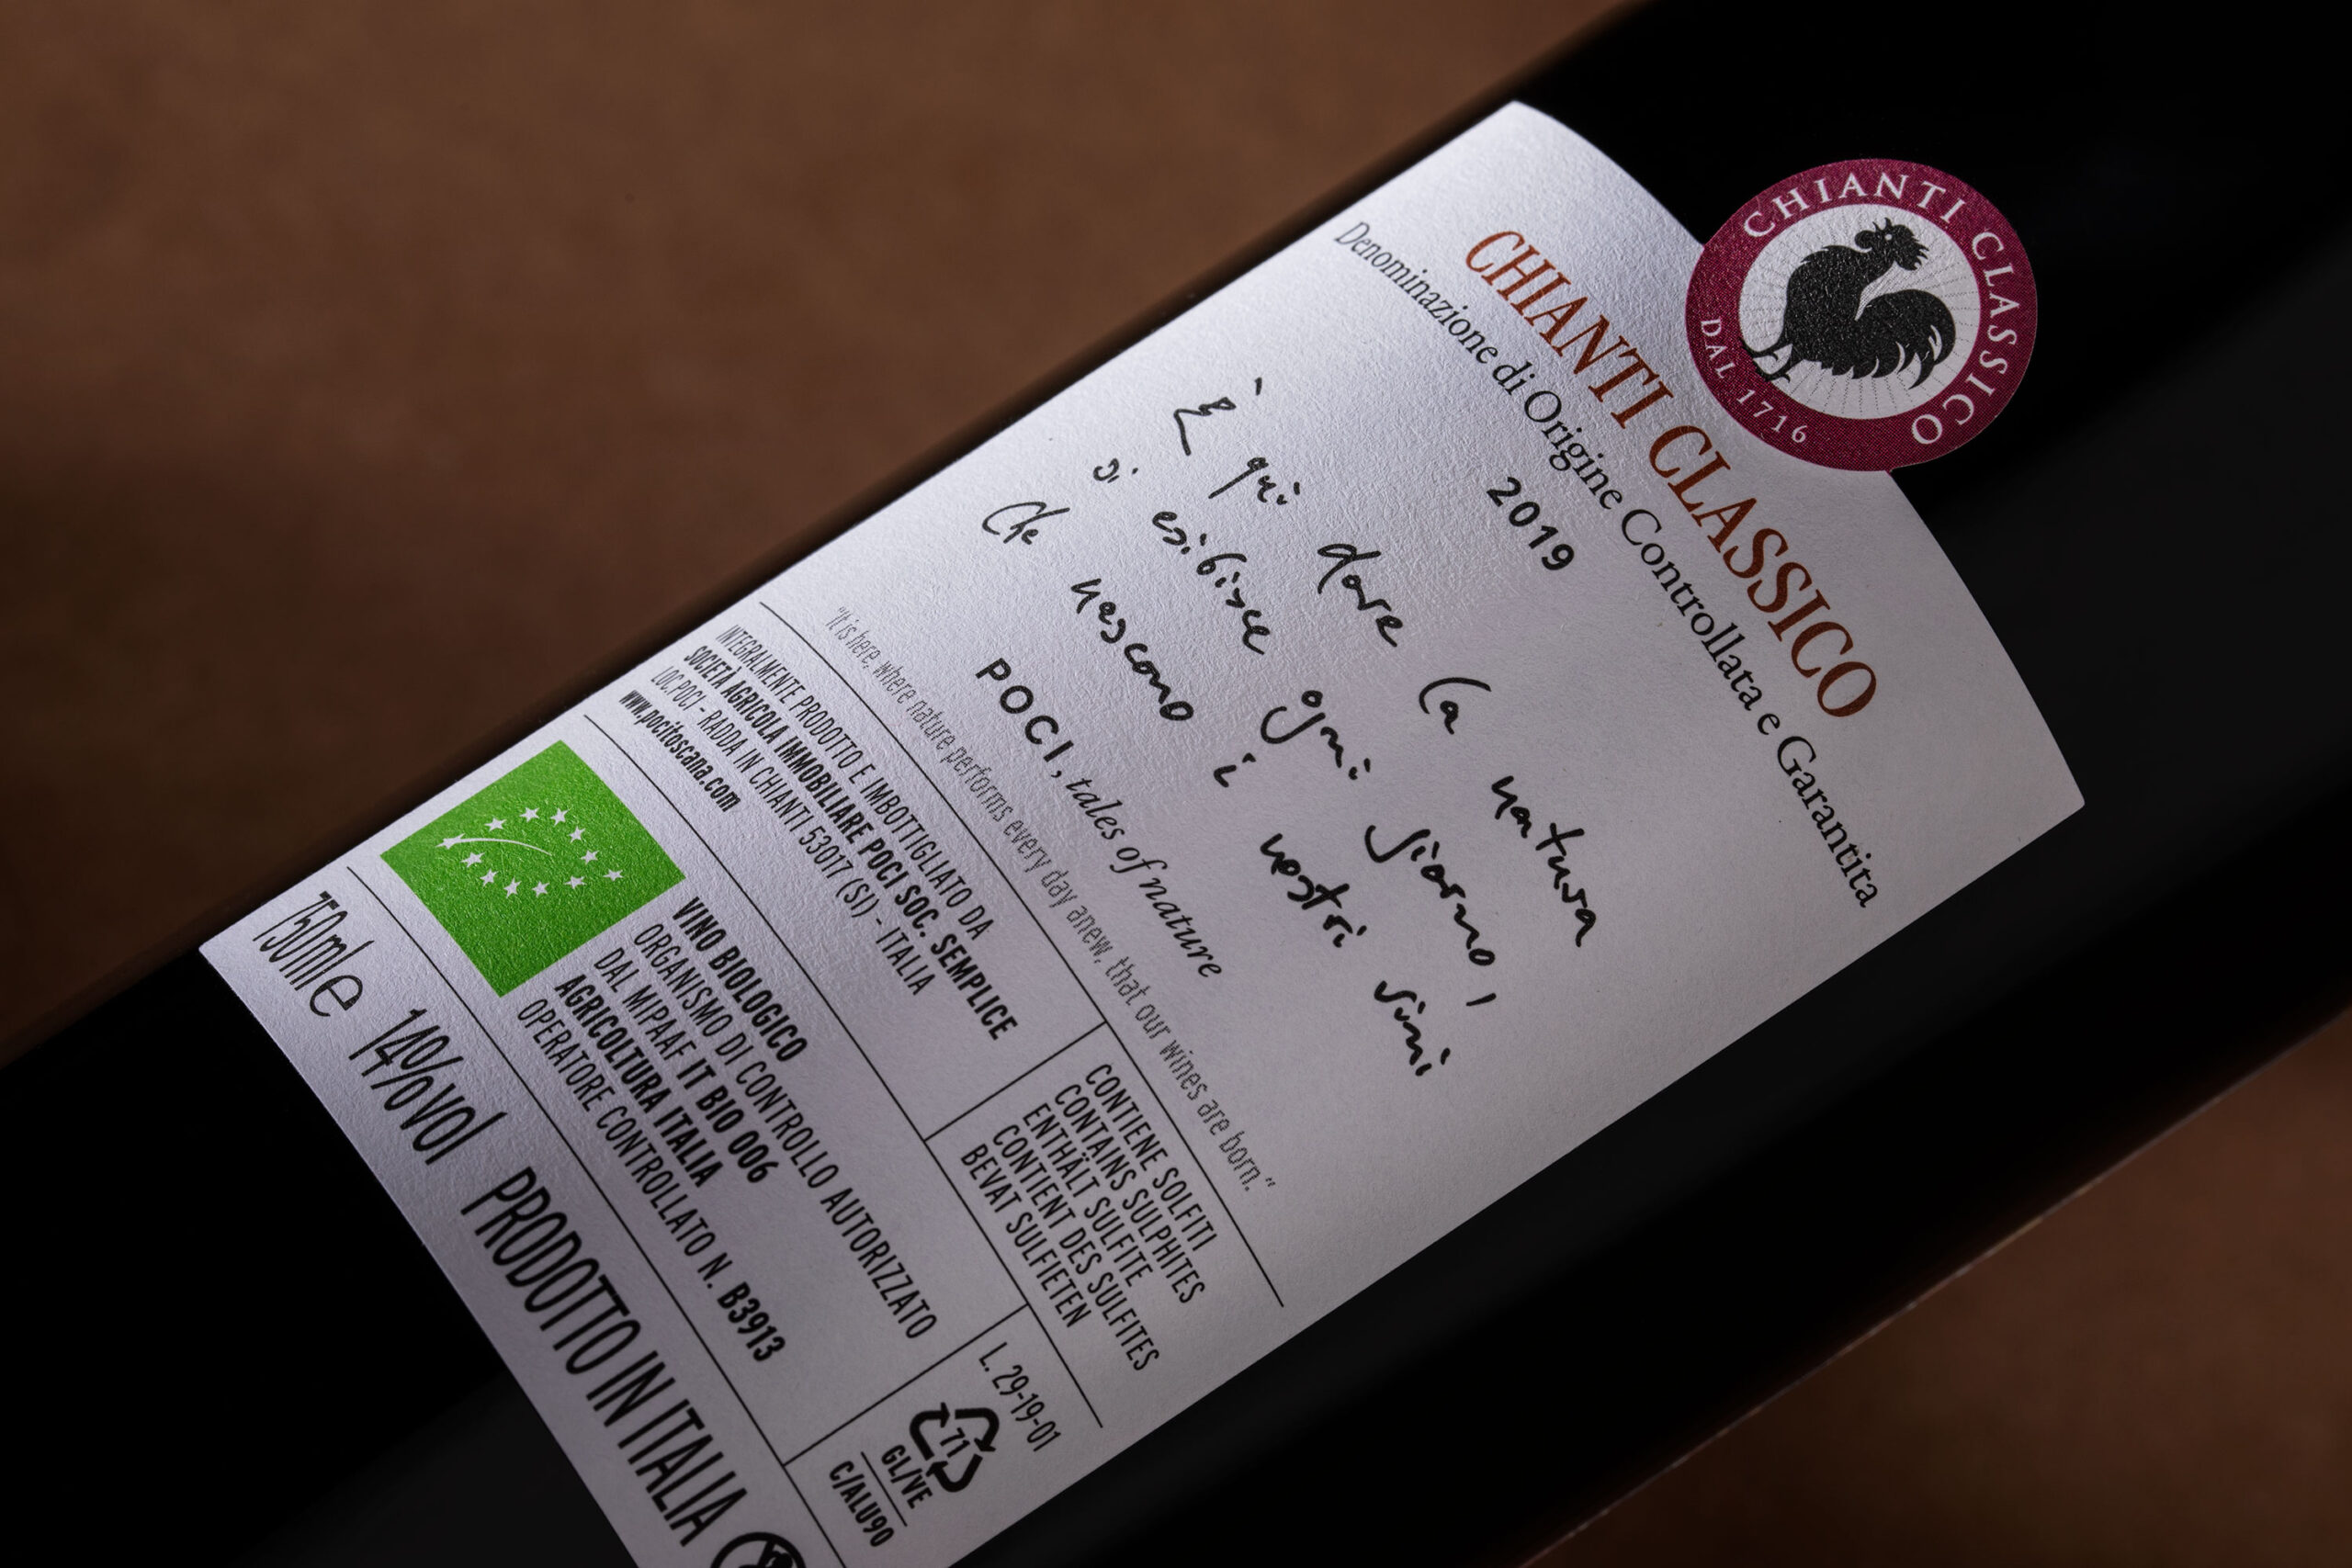 CHIANTI CLASSICO
DAL 1716
CHIANTI CLASSICO
Denominazione di Origine Controllata e Garantita
2019
È qui dove la natura
si esibisce ogni giorno,
che nascono i nostri vini
POCI, tales of nature
"It is here, where nature performs every day anew, that our wines are born."
INTEGRALMENTE PRODOTTO E IMBOTTIGLIATO DA
SOCIETÀ AGRICOLA IMMOBILIARE POCI SOC. SEMPLICE
LOC.POCI - RADDA IN CHIANTI 53017 (SI) - ITALIA
www.pocitoscana.com
CONTIENE SOLFITI
CONTAINS SULPHITES
ENTHÄLT SULFITE
CONTIENT DES SULFITES
BEVAT SULFIETEN
VINO BIOLOGICO
ORGANISMO DI CONTROLLO AUTORIZZATO
DAL MIPAAF IT BIO 006
AGRICOLTURA ITALIA
OPERATORE CONTROLLATO N. B3913
L. 29-19-01
71
GL/VE
C/ALU90
750ml e 14%vol PRODOTTO IN ITALIA